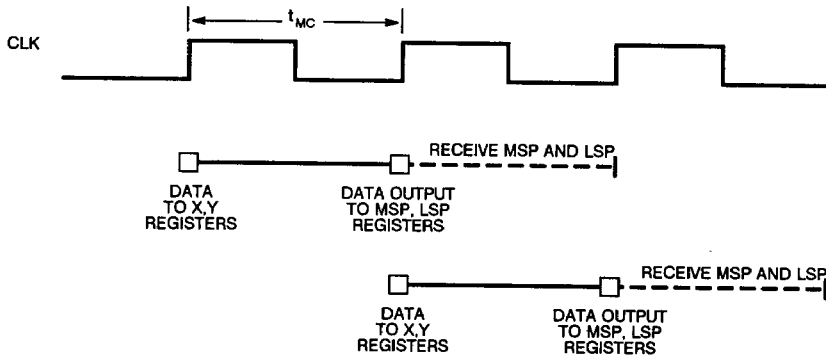 t_MC
CLK
RECEIVE MSP AND LSP
DATA
TO X,Y
REGISTERS
DATA OUTPUT
TO MSP, LSP
REGISTERS
RECEIVE MSP AND LSP
DATA
TO X,Y
REGISTERS
DATA OUTPUT
TO MSP, LSP
REGISTERS